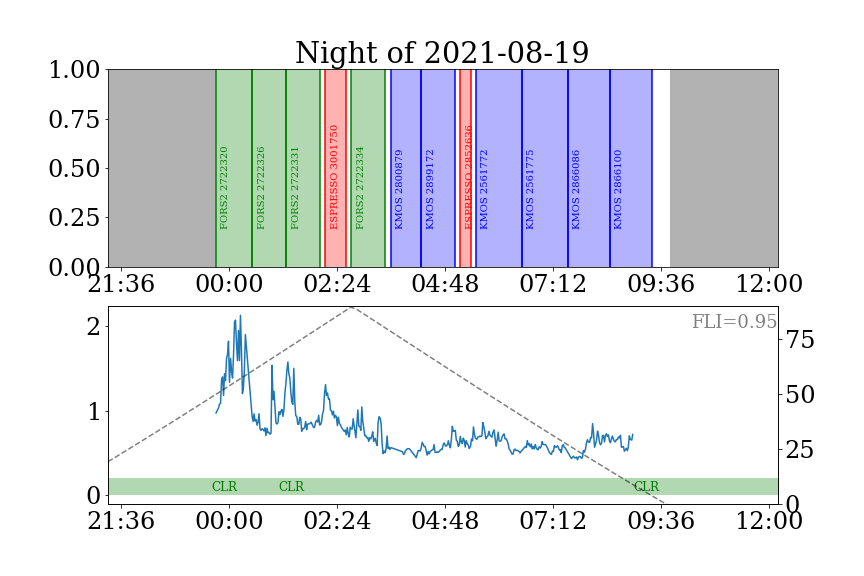 Night of 2021-08-19
1.00
0.75
0.50
0.25
0.00
FORS2 2722320
FORS2 2722326
FORS2 2722331
ESPRESSO 3001750
FORS2 2722334
KMOS 2800879
KMOS 2899172
ESPRESSO 2852636
KMOS 2561772
KMOS 2561775
KMOS 2866086
KMOS 2866100
21:36 00:00 02:24 04:48 07:12 09:36 12:00
FLI=0.95
2
1
0
75
50
25
0
CLR CLR CLR
21:36 00:00 02:24 04:48 07:12 09:36 12:00